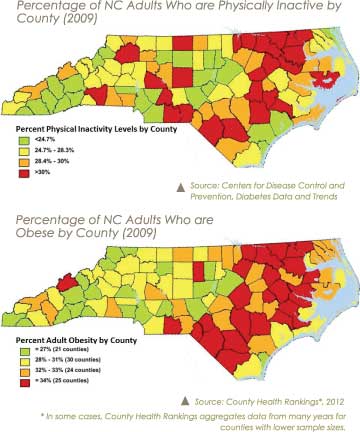 Percentage of NC Adults Who are Physically Inactive by
County (2009)
Percent Physical Inactivity Levels by County
<24.7%
24.7% - 28.3%
28.4% - 30%
>30%
Source: Centers for Disease Control and
Prevention, Diabetes Data and Trends
Percentage of NC Adults Who are
Obese by County (2009)
Percent Adult Obesity by County
= 27% (21 counties)
28% - 31% (30 counties)
32% - 33% (24 counties)
= 34% (25 counties)
Source: County Health Rankings*, 2012
* In some cases, County Health Rankings aggregates data from many years for
counties with lower sample sizes.